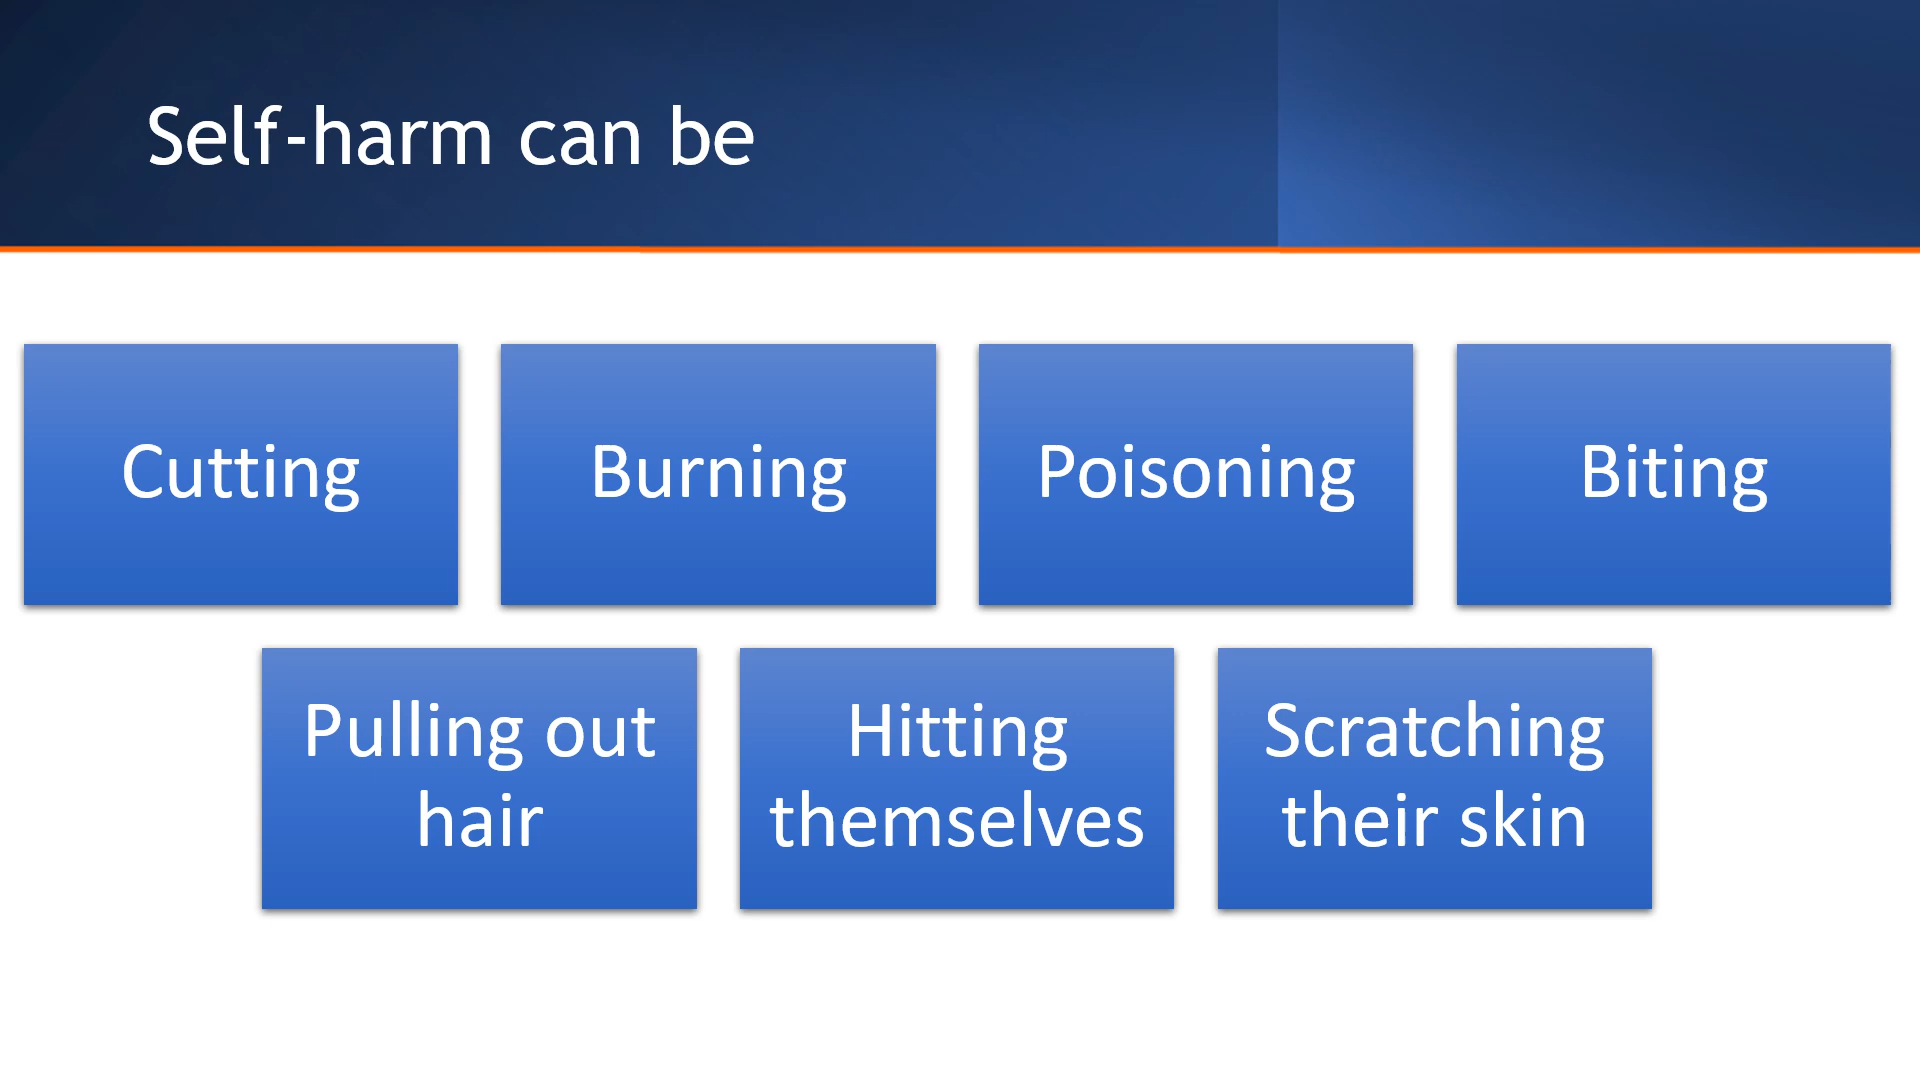 Self-harm can be
Cutting
Burning
Poisoning
Biting
Pulling out
hair
Hitting
themselves
Scratching
their skin